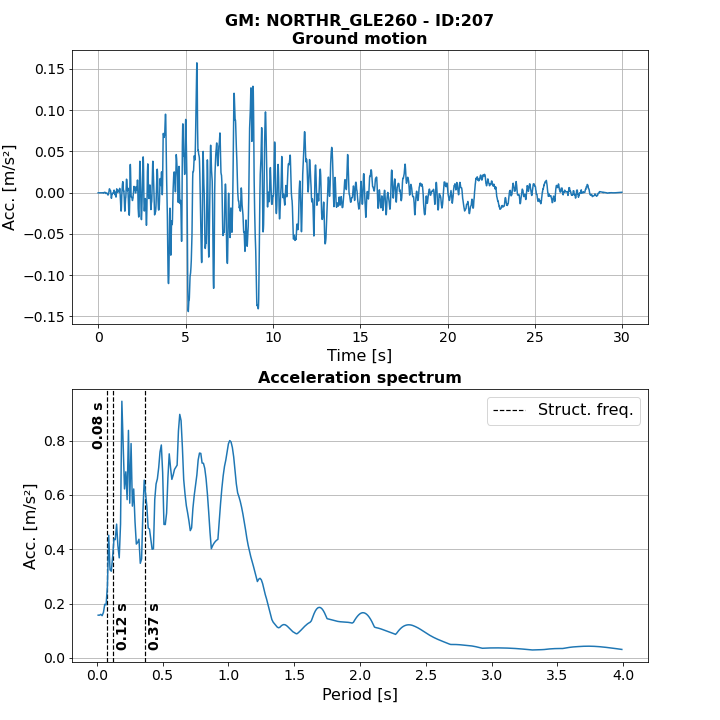 GM: NORTHR_GLE260 - ID:207
Ground motion
0.15
0.10
0.05
0.00
−0.05
−0.10
−0.15
Acc. [m/s²]
0 5 10 15 20 25 30
Time [s]
Acceleration spectrum
Struct. freq.
0.08 s
0.12 s
0.37 s
0.8
0.6
0.4
0.2
0.0
Acc. [m/s²]
0.0 0.5 1.0 1.5 2.0 2.5 3.0 3.5 4.0
Period [s]